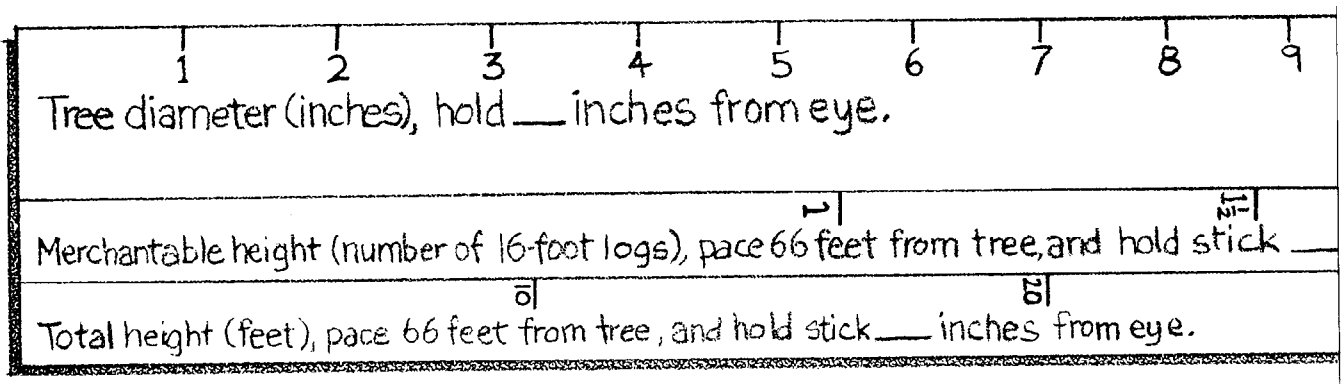 1 2 3 4 5 6 7 8 9
Tree diameter (inches), hold __ inches from eye.
1 1½
Merchantable height (number of 16-foot logs), pace 66 feet from tree, and hold stick __
10 20
Total height (feet), pace 66 feet from tree, and hold stick __ inches from eye.